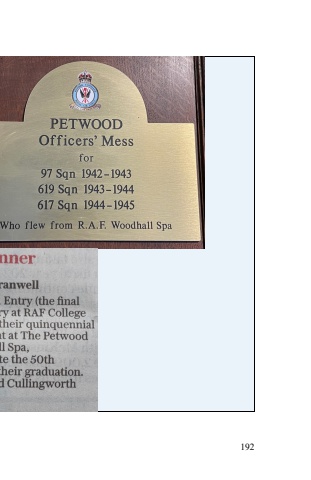 PETWOOD
Officers' Mess
for
97 Sqn 1942-1943
619 Sqn 1943-1944
617 Sqn 1944-1945
Who flew from R.A.F. Woodhall Spa
nner
ranwell
. Entry (the final
ry at RAF College
their quinquennial
nt at The Petwood
ll Spa,
te the 50th
their graduation.
d Cullingworth
192